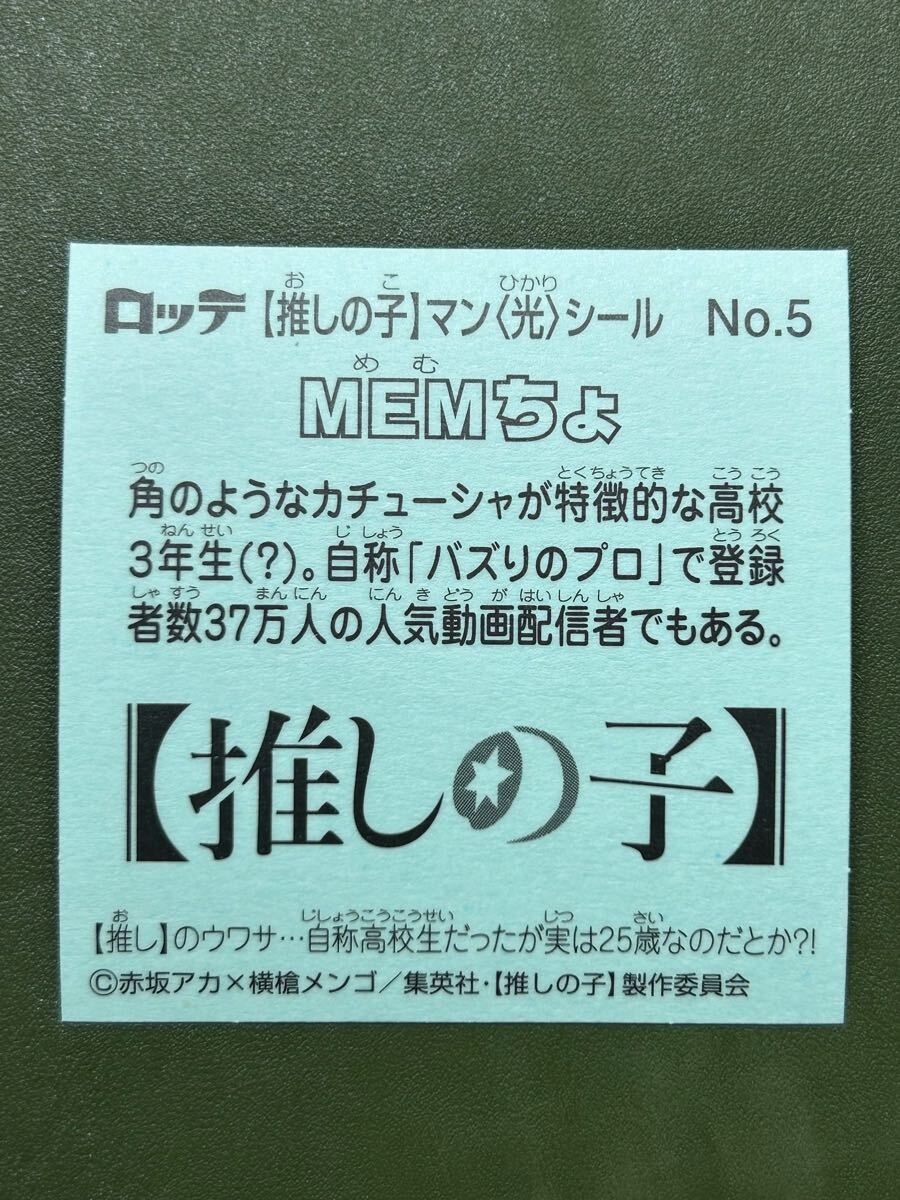 ロッテ【推しの子】マン〈光〉シール No.5
MEMちょ
角のようなカチューシャが特徴的な高校
3年生(?)。自称「バズりのプロ」で登録
者数37万人の人気動画配信者でもある。
【推しの子】
【推し】のウワサ…自称高校生だったが実は25歳なのだとか?!
©赤坂アカ×横槍メンゴ／集英社・【推しの子】製作委員会